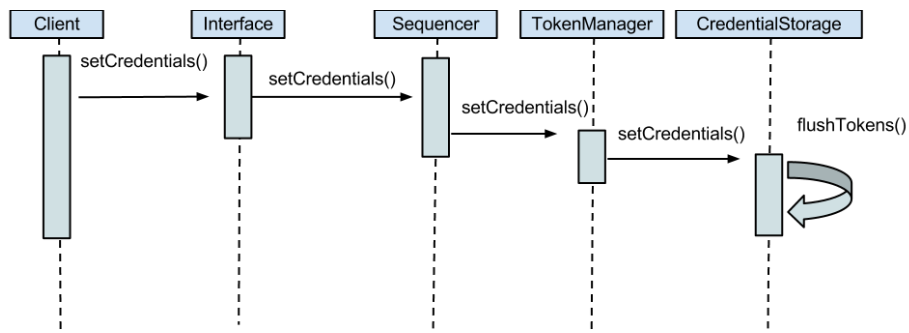 Client
Interface
Sequencer
TokenManager
CredentialStorage
setCredentials()
setCredentials()
setCredentials()
setCredentials()
flushTokens()